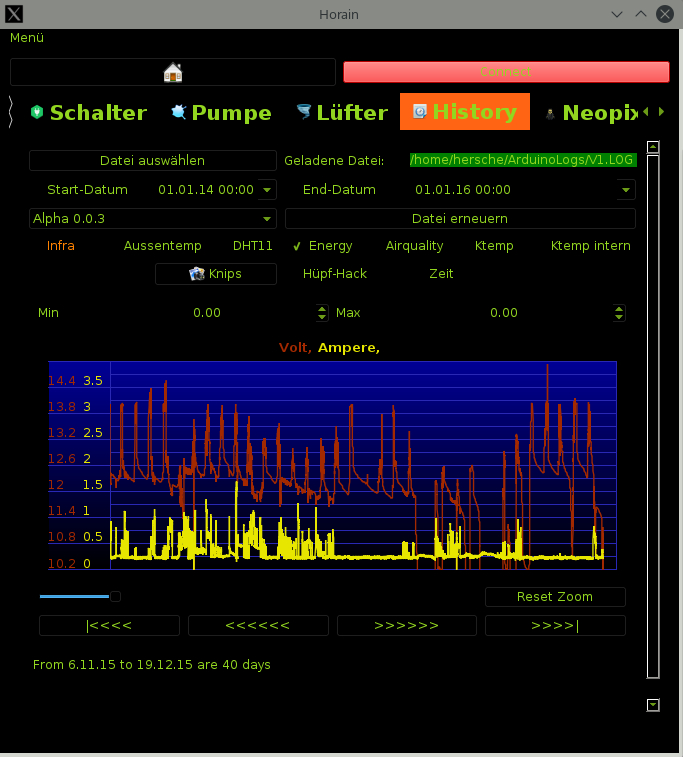 Horain
Menü
Connect
Schalter Pumpe Lüfter History Neopix
Datei auswählen Geladene Datei: /home/hersche/ArduinoLogs/V1.LOG
Start-Datum 01.01.14 00:00 End-Datum 01.01.16 00:00
Alpha 0.0.3 Datei erneuern
Infra Aussentemp DHT11 ✓ Energy Airquality Ktemp Ktemp intern
Knips Hüpf-Hack Zeit
Min 0.00 Max 0.00
Volt, Ampere,
14.4 3.5
13.8 3
13.2 2.5
12.6 2
12 1.5
11.4 1
10.8 0.5
10.2 0
Reset Zoom
|<<<< <<<<<< >>>>>> >>>>|
From 6.11.15 to 19.12.15 are 40 days